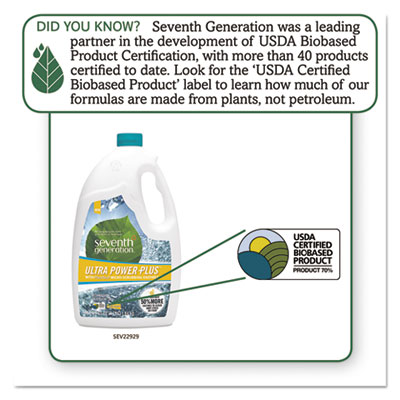 DID YOU KNOW? Seventh Generation was a leading
partner in the development of USDA Biobased
Product Certification, with more than 40 products
certified to date. Look for the 'USDA Certified
Biobased Product' label to learn how much of our
formulas are made from plants, not petroleum.
seventh
generation
ULTRA POWER PLUS
50% MORE
USDA
CERTIFIED
BIOBASED
PRODUCT
PRODUCT 70%
SEV22929